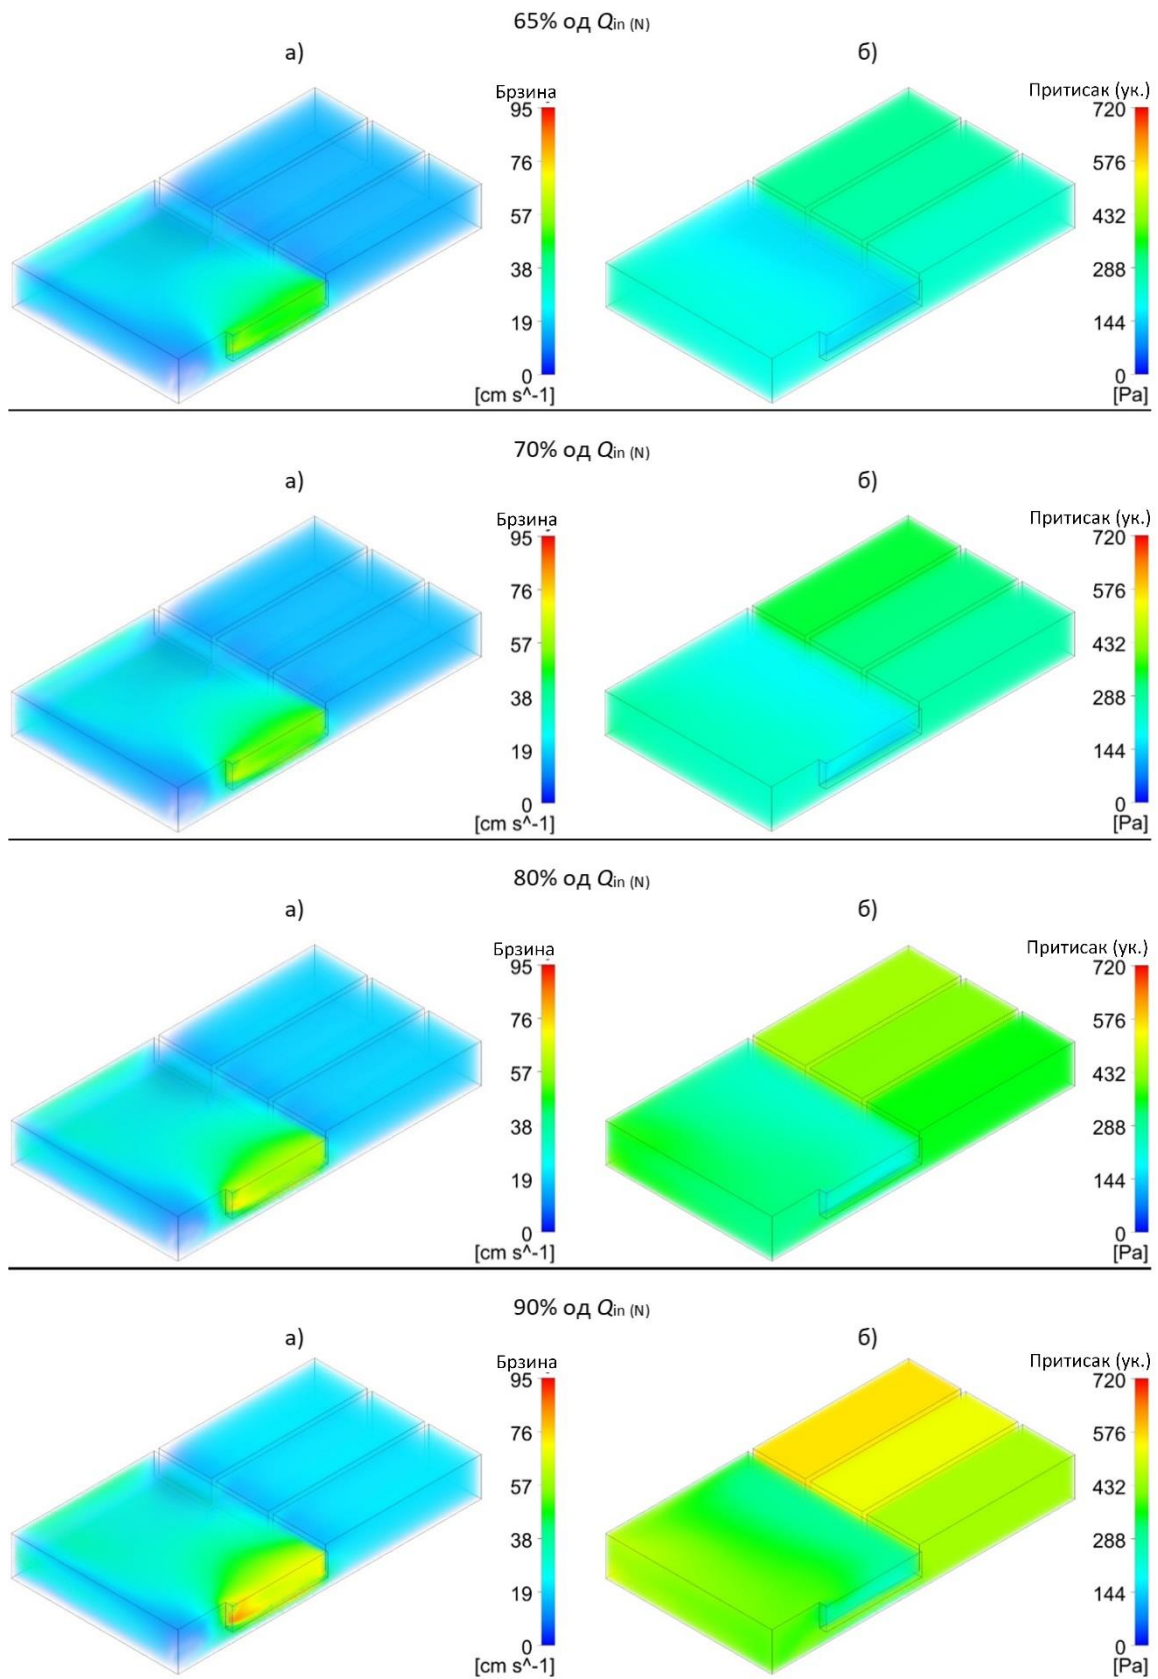 65% од Qin (N)
а)
б)
Брзина
95
76
57
38
19
0
[cm s^-1]
Притисак (ук.)
720
576
432
288
144
0
[Pa]
70% од Qin (N)
а)
б)
Брзина
95
76
57
38
19
0
[cm s^-1]
Притисак (ук.)
720
576
432
288
144
0
[Pa]
80% од Qin (N)
а)
б)
Брзина
95
76
57
38
19
0
[cm s^-1]
Притисак (ук.)
720
576
432
288
144
0
[Pa]
90% од Qin (N)
а)
б)
Брзина
95
76
57
38
19
0
[cm s^-1]
Притисак (ук.)
720
576
432
288
144
0
[Pa]